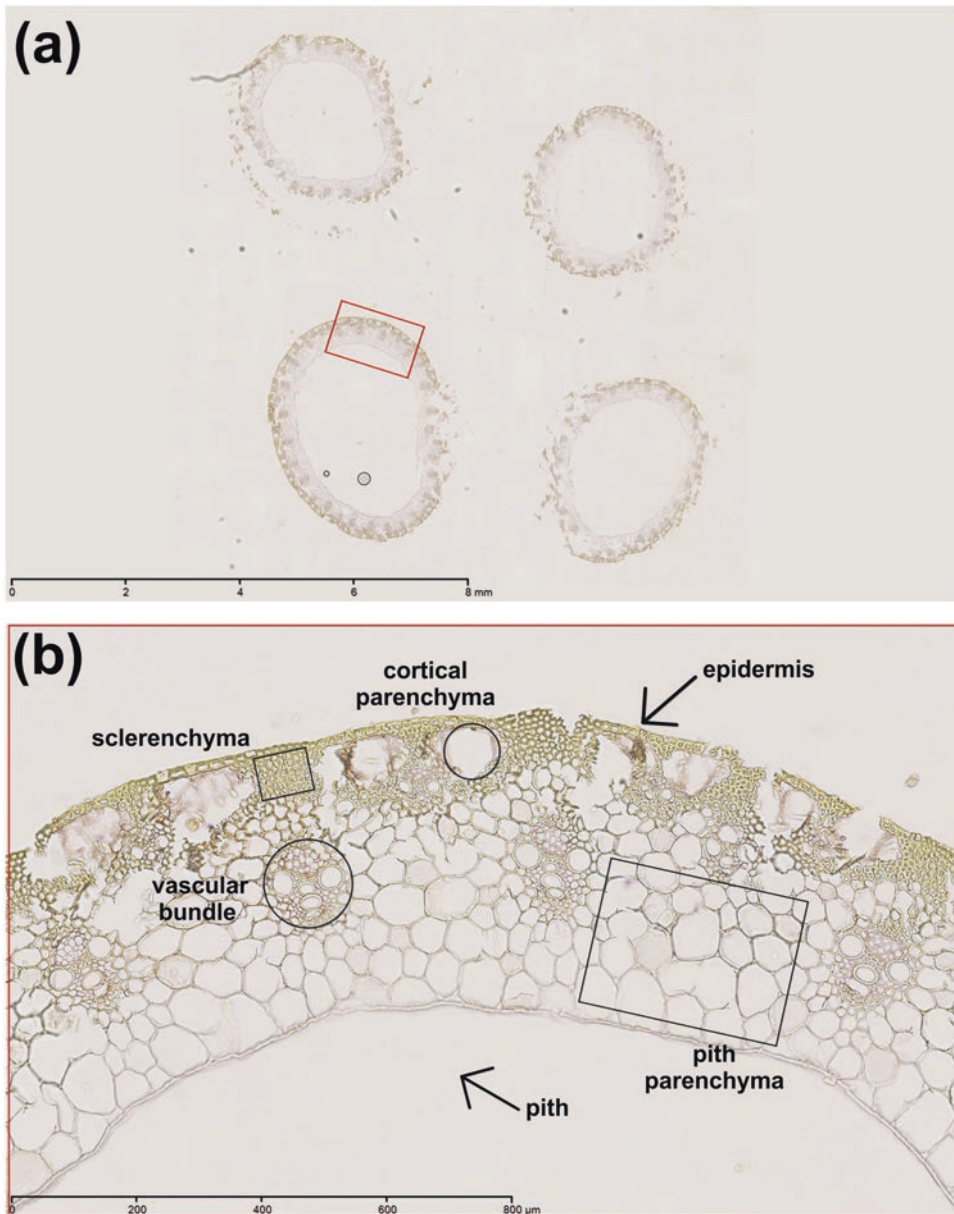 (a)
0 2 4 6 8 mm
(b)
cortical
parenchyma
epidermis
sclerenchyma
vascular
bundle
pith
parenchyma
pith
0 200 400 600 800 µm